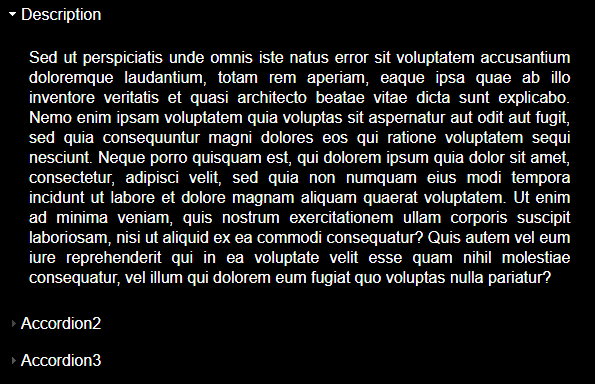 Description
Sed ut perspiciatis unde omnis iste natus error sit voluptatem accusantium
doloremque laudantium, totam rem aperiam, eaque ipsa quae ab illo
inventore veritatis et quasi architecto beatae vitae dicta sunt explicabo.
Nemo enim ipsam voluptatem quia voluptas sit aspernatur aut odit aut fugit,
sed quia consequuntur magni dolores eos qui ratione voluptatem sequi
nesciunt. Neque porro quisquam est, qui dolorem ipsum quia dolor sit amet,
consectetur, adipisci velit, sed quia non numquam eius modi tempora
incidunt ut labore et dolore magnam aliquam quaerat voluptatem. Ut enim
ad minima veniam, quis nostrum exercitationem ullam corporis suscipit
laboriosam, nisi ut aliquid ex ea commodi consequatur? Quis autem vel eum
iure reprehenderit qui in ea voluptate velit esse quam nihil molestiae
consequatur, vel illum qui dolorem eum fugiat quo voluptas nulla pariatur?
Accordion2
Accordion3